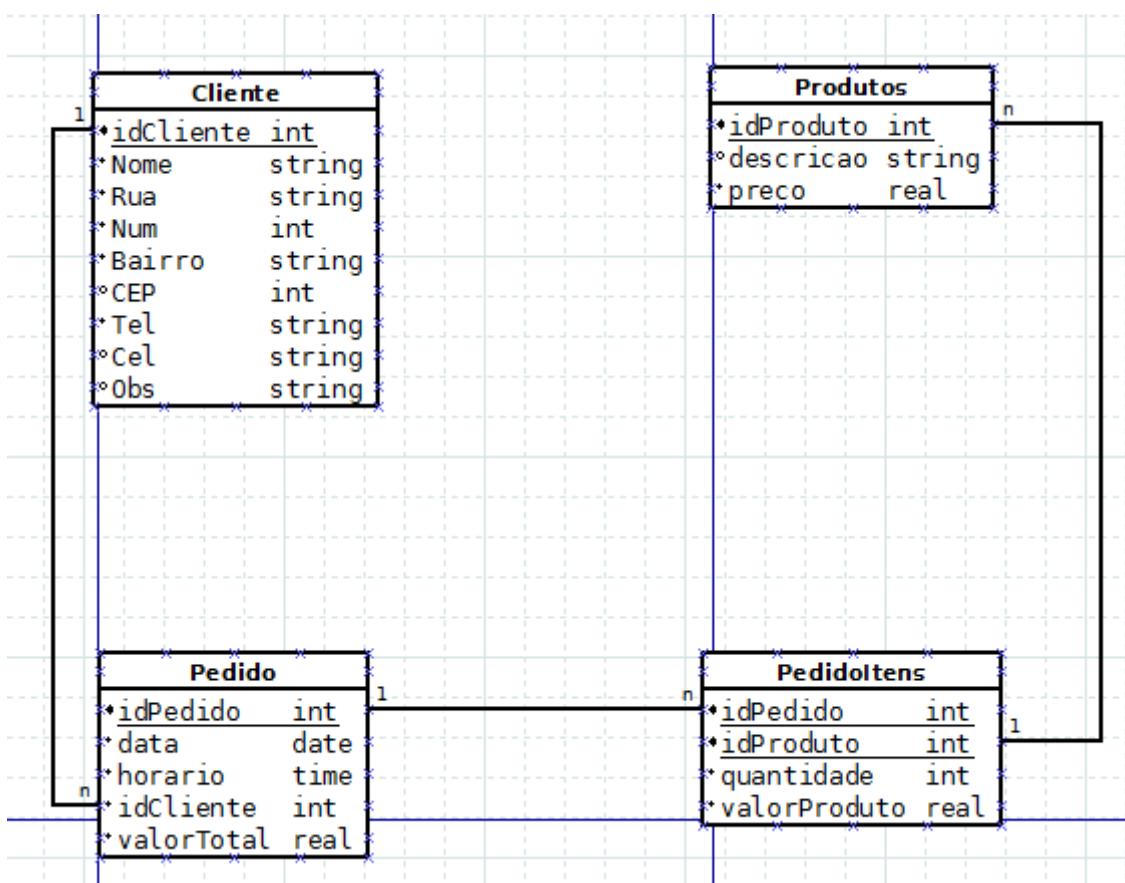 Cliente
1
idCliente int
Nome string
Rua string
Num int
Bairro string
CEP int
Tel string
Cel string
Obs string
Produtos
n
idProduto int
descricao string
preco real
Pedido
1
idPedido int
data date
horario time
n
idCliente int
valorTotal real
PedidoItens
n
idPedido int
1
idProduto int
quantidade int
valorProduto real